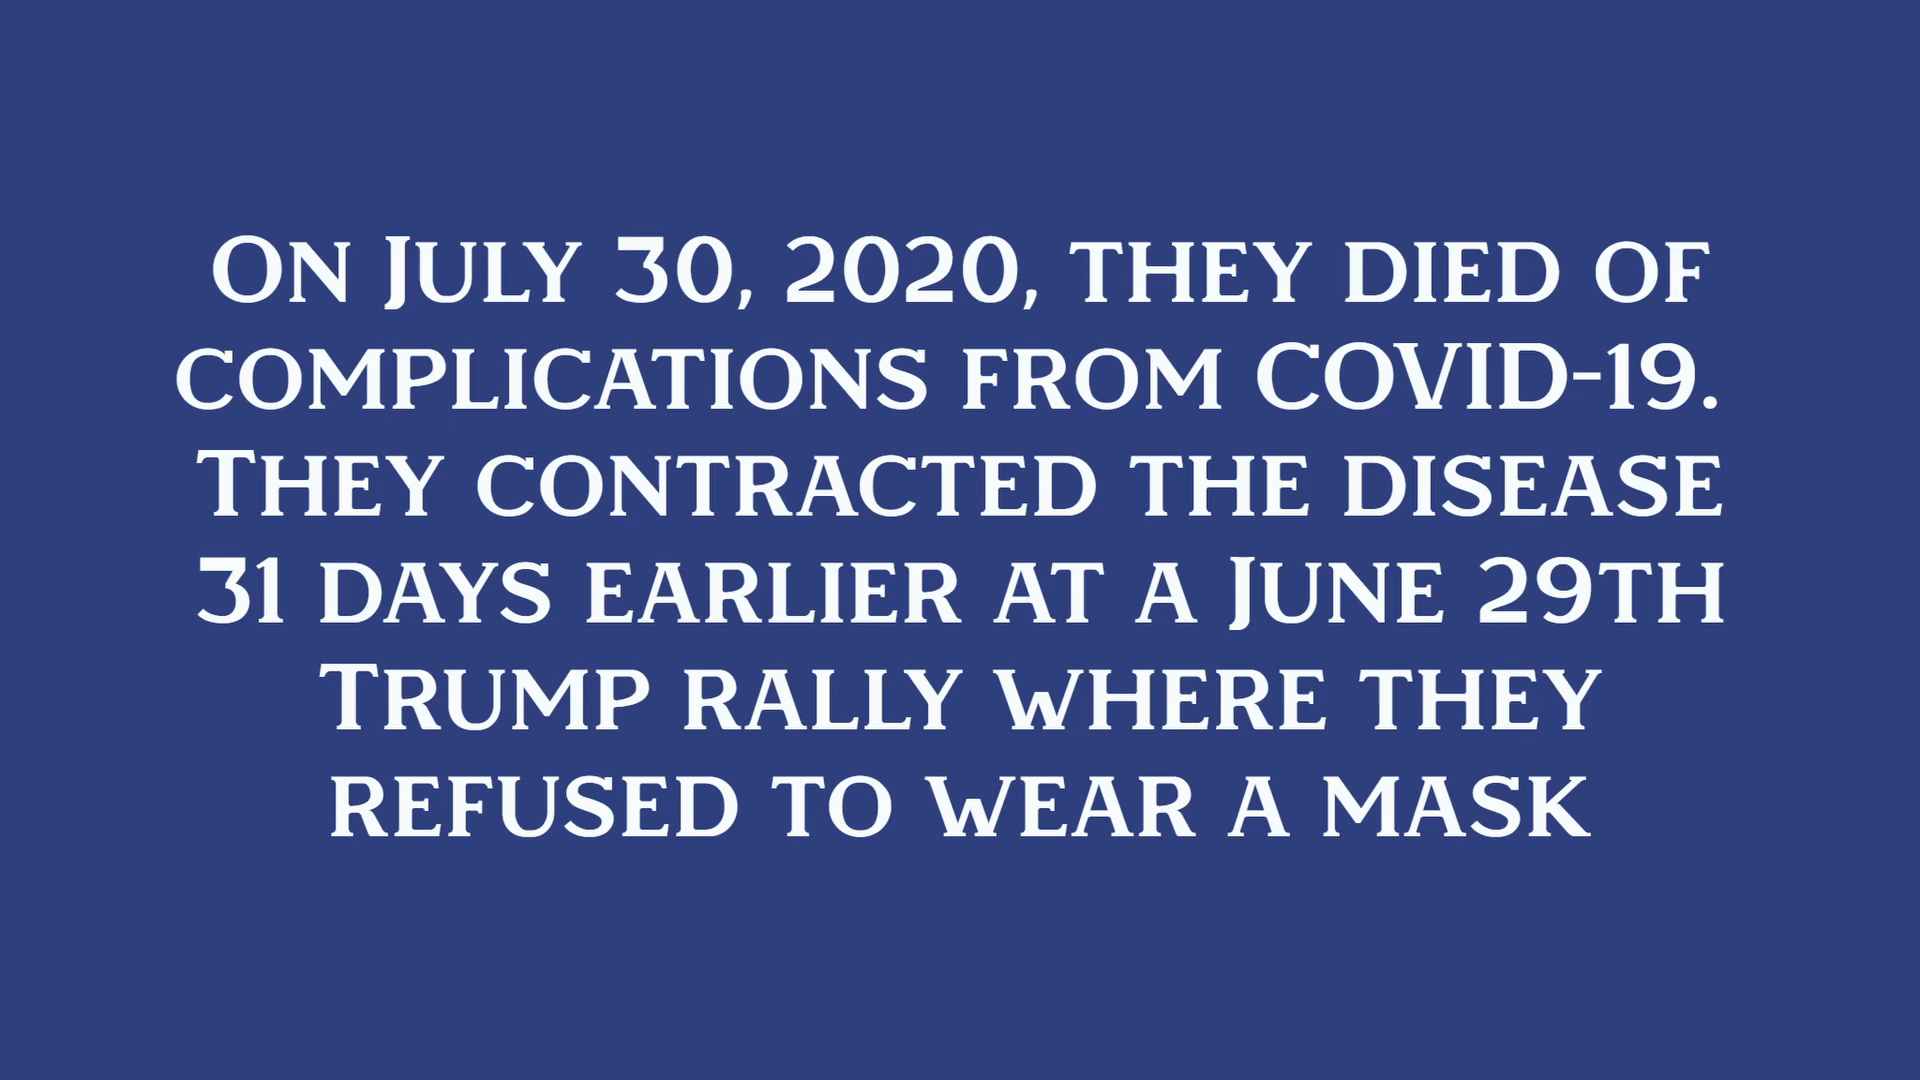 On July 30, 2020, they died of
complications from COVID-19.
They contracted the disease
31 days earlier at a June 29th
Trump rally where they
refused to wear a mask